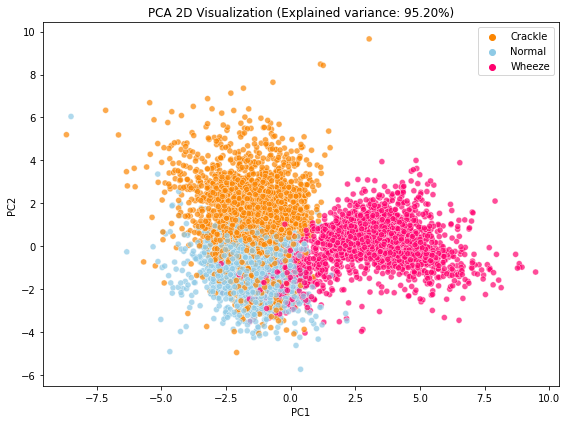 PCA 2D Visualization (Explained variance: 95.20%)
Crackle
Normal
Wheeze
PC2
10
8
6
4
2
0
−2
−4
−6
−7.5
−5.0
−2.5
0.0
2.5
5.0
7.5
10.0
PC1